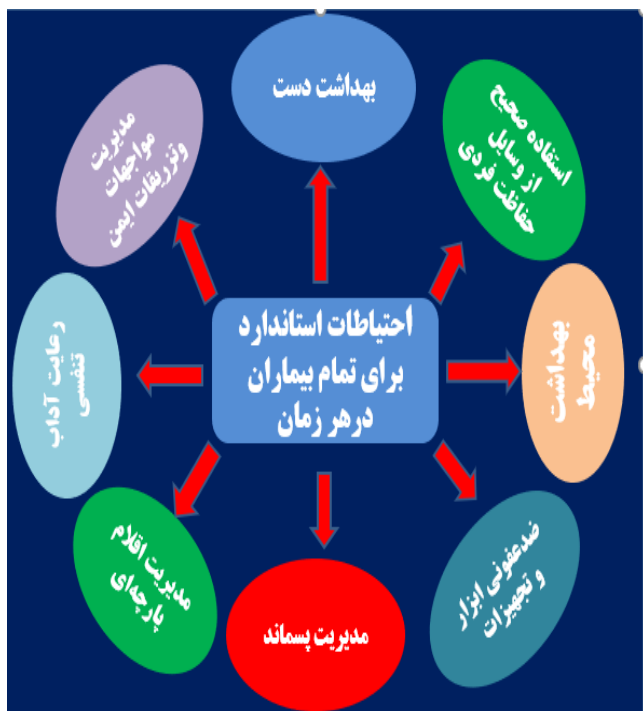 بهداشت دست
استفاده صحیح
از وسایل
حفاظت فردی
بهداشت
محیط
ضدعفونی ابزار
و تجهیزات
مدیریت پسماند
مدیریت اقلام
پارچه‌ای
رعایت آداب
تنفسی
مدیریت
مواجهات
وتزریقات ایمن
احتیاطات استاندارد
برای تمام بیماران
درهر زمان